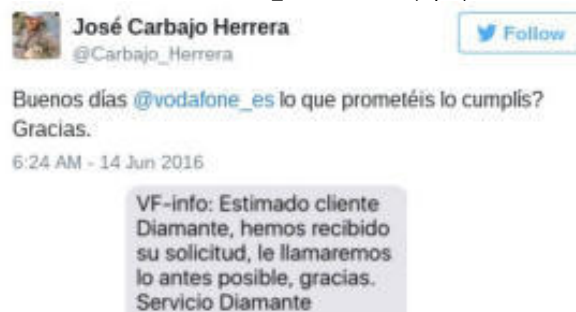 José Carbajo Herrera
Follow
@Carbajo_Herrera
Buenos días @vodafone_es lo que prometéis lo cumplís?
Gracias.
6:24 AM - 14 Jun 2016
VF-info: Estimado cliente
Diamante, hemos recibido
su solicitud, le llamaremos
lo antes posible, gracias.
Servicio Diamante